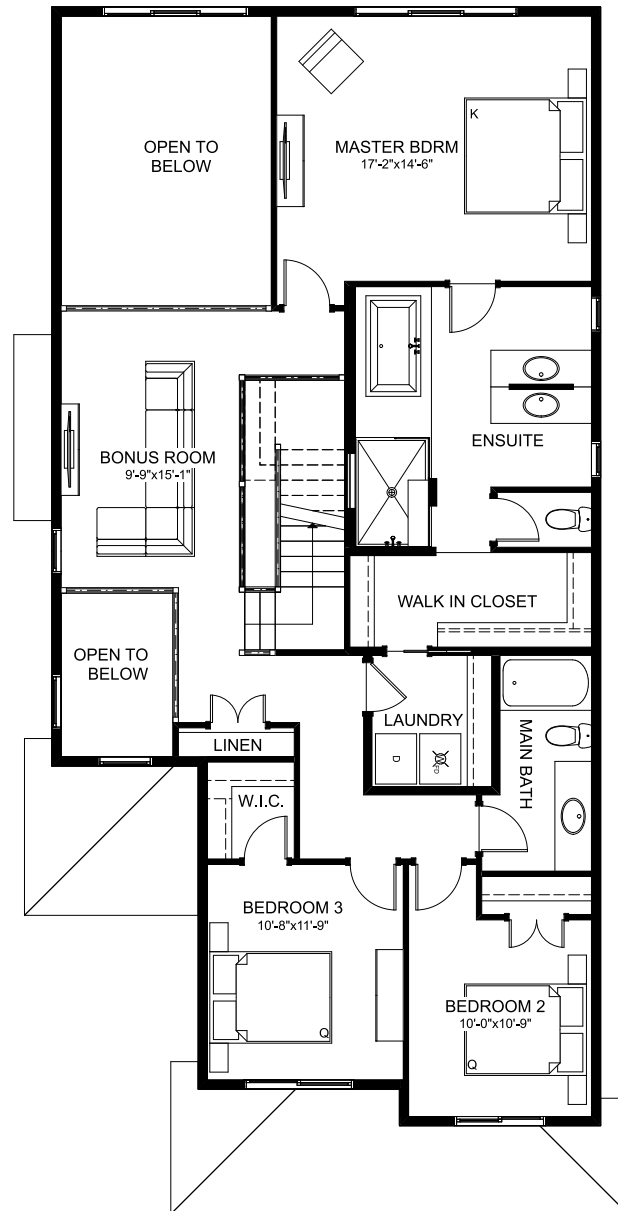 OPEN TO
BELOW
MASTER BDRM
17'-2"x14'-6"
K
BONUS ROOM
9'-9"x15'-1"
ENSUITE
WALK IN CLOSET
OPEN TO
BELOW
LAUNDRY
D
LINEN
MAIN BATH
W.I.C.
BEDROOM 3
10'-8"x11'-9"
Q
BEDROOM 2
10'-0"x10'-9"
Q